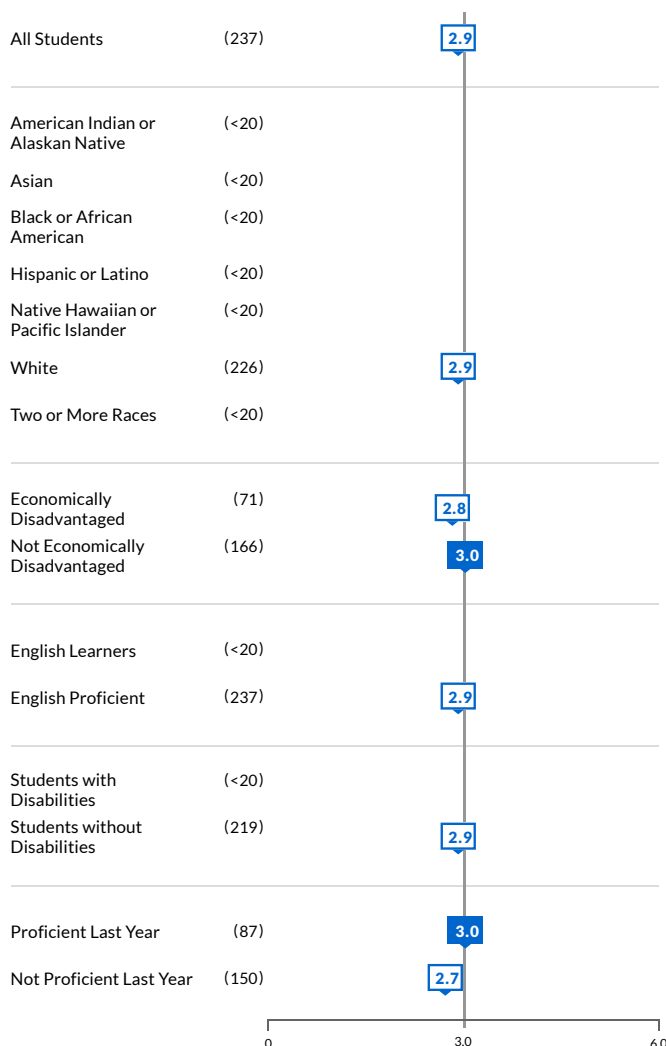 All Students (237) 2.9
American Indian or (<20)
Alaskan Native
Asian (<20)
Black or African (<20)
American
Hispanic or Latino (<20)
Native Hawaiian or (<20)
Pacific Islander
White (226) 2.9
Two or More Races (<20)
Economically (71) 2.8
Disadvantaged
Not Economically (166) 3.0
Disadvantaged
English Learners (<20)
English Proficient (237) 2.9
Students with (<20)
Disabilities
Students without (219) 2.9
Disabilities
Proficient Last Year (87) 3.0
Not Proficient Last Year (150) 2.7
0 3.0 6.0